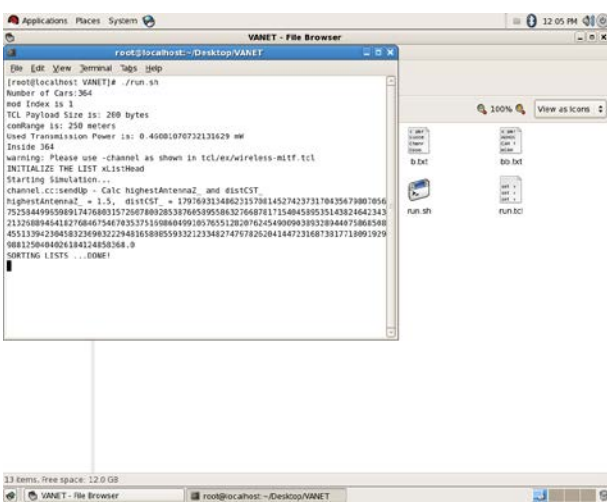 Applications Places System
12:05 PM
VANET - File Browser
root@localhost:~/Desktop/VANET
File Edit View Terminal Tabs Help
[root@localhost VANET]# ./run.sh
Number of Cars:364
mod Index is 1
TCL Payload Size is: 200 bytes
comRange is: 250 meters
Used Transmission Power is: mW
Inside 364
warning: Please use -channel as shown in tcl/ex/wireless-mitf.tcl
INITIALIZE THE LIST xListHead
Starting Simulation...
channel.cc:sendUp - Calc highestAntennaZ_ and distCST_
highestAntennaZ_ = 1.5, distCST_ =
SORTING LISTS ...DONE!
100% View as Icons
b.txt
bb.txt
run.sh
run.tcl
13 items, Free space: 12.0 GB
VANET - File Browser
root@localhost:~/Desktop/VANET